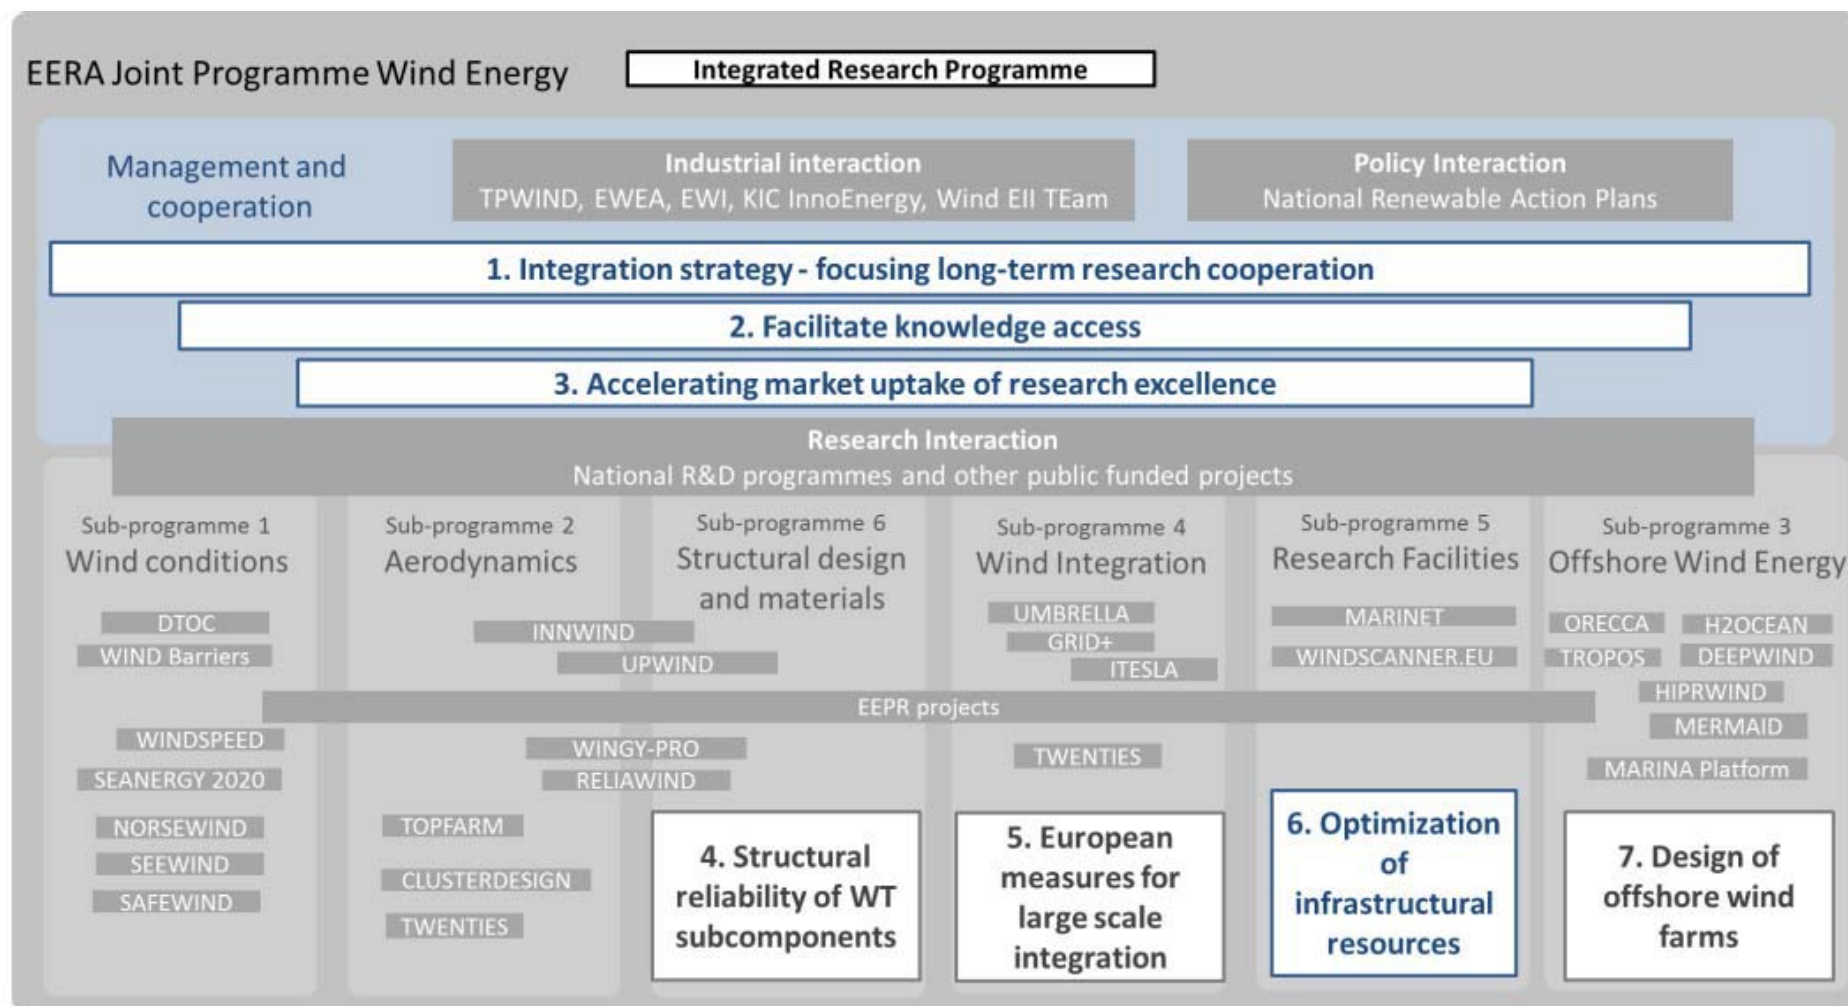 EERA Joint Programme Wind Energy
Integrated Research Programme
Management and
cooperation
Industrial interaction
TPWIND, EWEA, EWI, KIC InnoEnergy, Wind EII TEam
Policy Interaction
National Renewable Action Plans
1. Integration strategy - focusing long-term research cooperation
2. Facilitate knowledge access
3. Accelerating market uptake of research excellence
Research Interaction
National R&D programmes and other public funded projects
Sub-programme 1
Wind conditions
DTOC
WIND Barriers
WINDSPEED
SEANERGY 2020
NORSEWIND
SEEWIND
SAFEWIND
Sub-programme 2
Aerodynamics
INNWIND
UPWIND
EEPR projects
WINGY-PRO
RELIAWIND
TOPFARM
CLUSTERDESIGN
TWENTIES
Sub-programme 6
Structural design
and materials
4. Structural
reliability of WT
subcomponents
Sub-programme 4
Wind Integration
UMBRELLA
GRID+
ITESLA
TWENTIES
5. European
measures for
large scale
integration
Sub-programme 5
Research Facilities
MARINET
WINDSCANNER.EU
6. Optimization
of
infrastructural
resources
Sub-programme 3
Offshore Wind Energy
ORECCA
H2OCEAN
TROPOS
DEEPWIND
HIPRWIND
MERMAID
MARINA Platform
7. Design of
offshore wind
farms